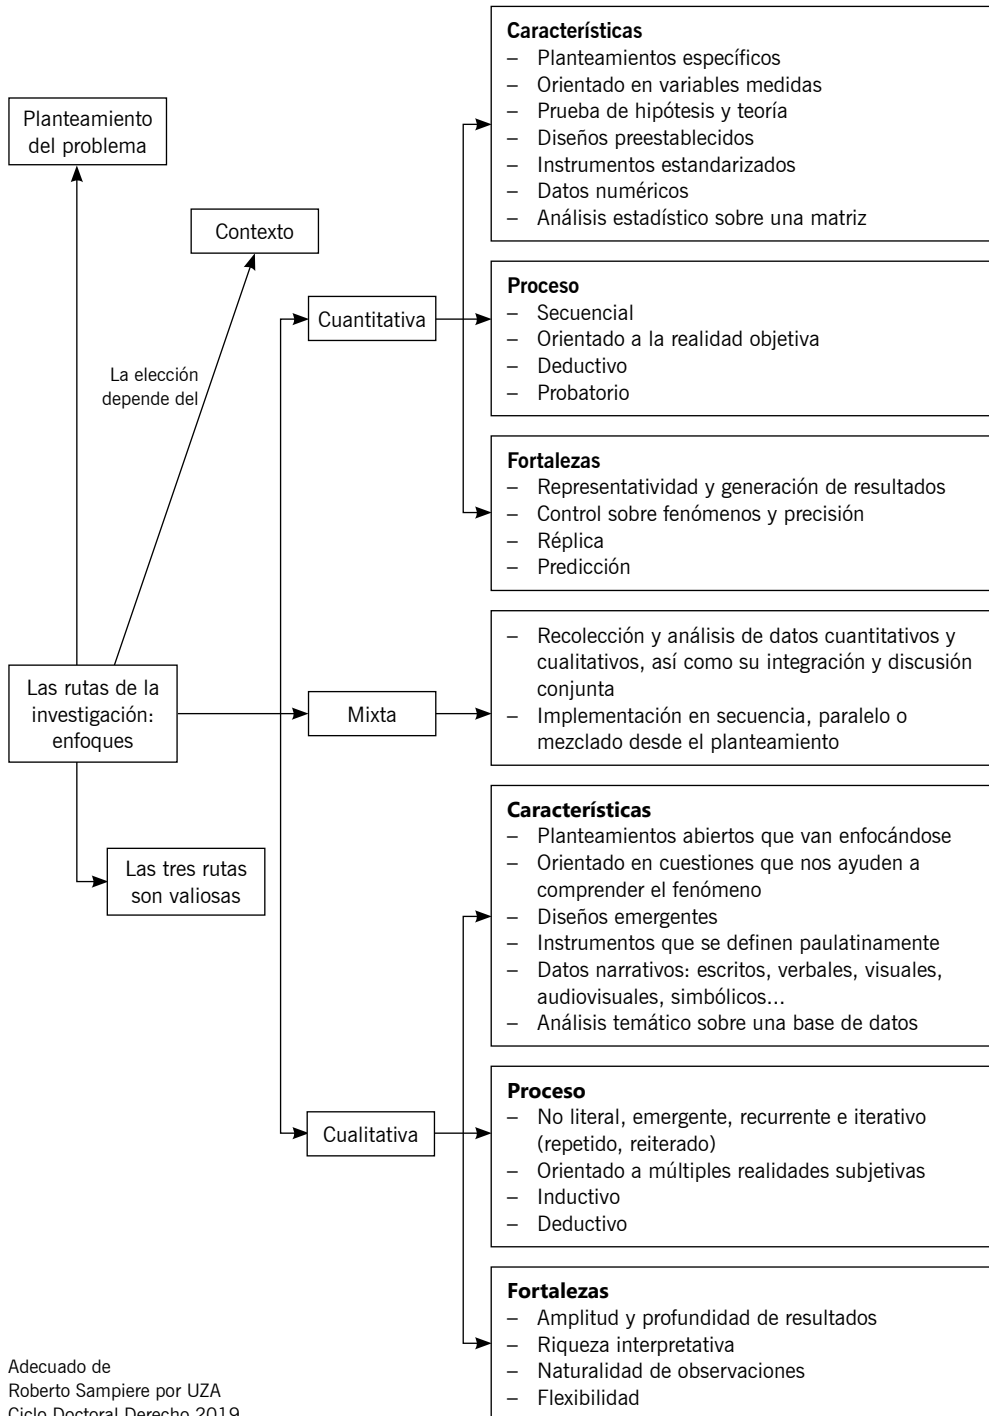 Planteamiento
del problema
Contexto
La elección
depende del
Las rutas de la
investigación:
enfoques
Las tres rutas
son valiosas
Cuantitativa
Características
– Planteamientos específicos
– Orientado en variables medidas
– Prueba de hipótesis y teoría
– Diseños preestablecidos
– Instrumentos estandarizados
– Datos numéricos
– Análisis estadístico sobre una matriz
Proceso
– Secuencial
– Orientado a la realidad objetiva
– Deductivo
– Probatorio
Fortalezas
– Representatividad y generación de resultados
– Control sobre fenómenos y precisión
– Réplica
– Predicción
Mixta
– Recolección y análisis de datos cuantitativos y
cualitativos, así como su integración y discusión
conjunta
– Implementación en secuencia, paralelo o
mezclado desde el planteamiento
Cualitativa
Características
– Planteamientos abiertos que van enfocándose
– Orientado en cuestiones que nos ayuden a
comprender el fenómeno
– Diseños emergentes
– Instrumentos que se definen paulatinamente
– Datos narrativos: escritos, verbales, visuales,
audiovisuales, simbólicos...
– Análisis temático sobre una base de datos
Proceso
– No literal, emergente, recurrente e iterativo
(repetido, reiterado)
– Orientado a múltiples realidades subjetivas
– Inductivo
– Deductivo
Fortalezas
– Amplitud y profundidad de resultados
– Riqueza interpretativa
– Naturalidad de observaciones
– Flexibilidad
Adecuado de
Roberto Sampiere por UZA
Ciclo Doctoral Derecho 2019